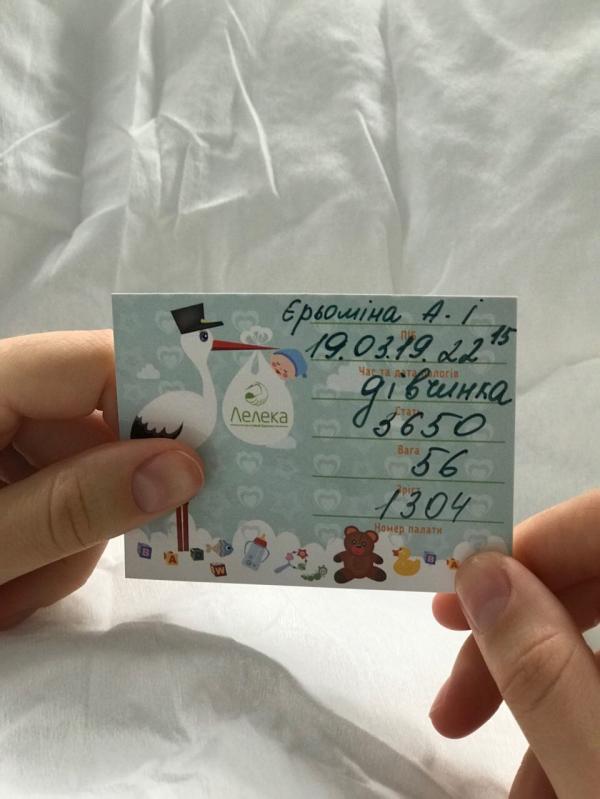 Єрьоміна А. І
ПІБ
19.03.19. 22 15
Час та дата пологів
дівчинка
Стать
3650
Вага
56
Зріст
1304
Номер палати
Лелека
B A W B A